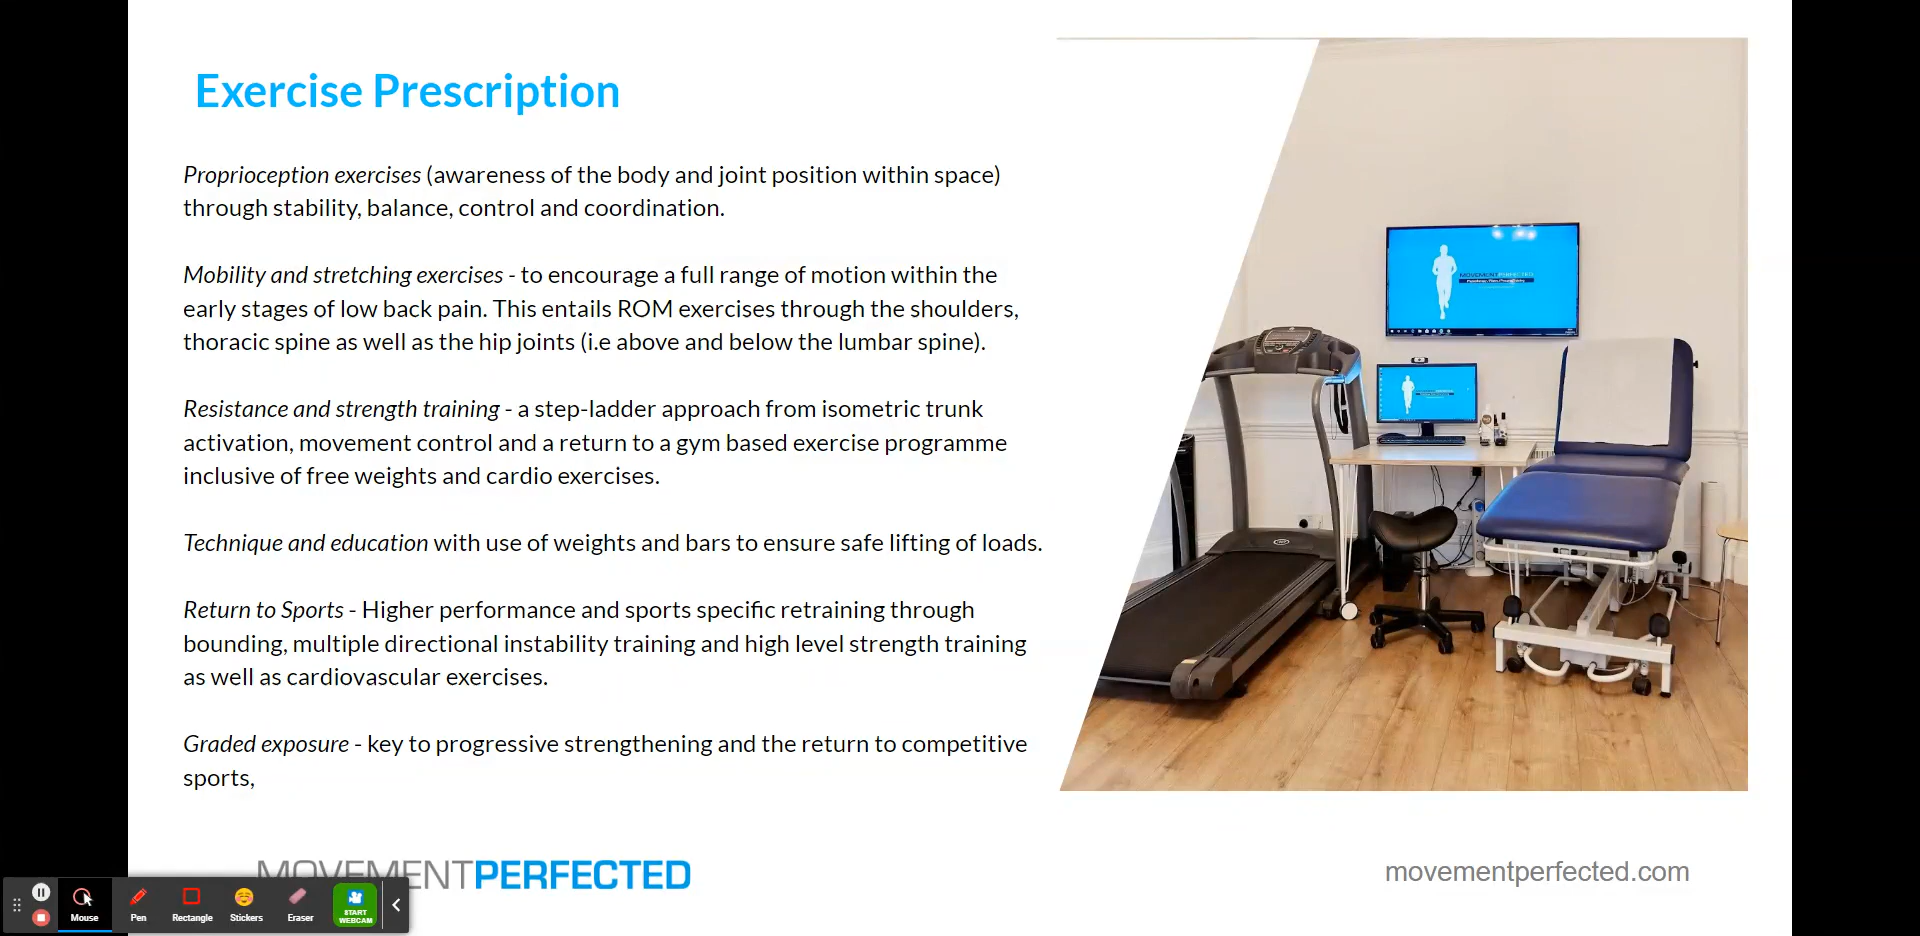 Exercise Prescription
Proprioception exercises (awareness of the body and joint position within space)
through stability, balance, control and coordination.
Mobility and stretching exercises - to encourage a full range of motion within the
early stages of low back pain. This entails ROM exercises through the shoulders,
thoracic spine as well as the hip joints (i.e above and below the lumbar spine).
Resistance and strength training - a step-ladder approach from isometric trunk
activation, movement control and a return to a gym based exercise programme
inclusive of free weights and cardio exercises.
Technique and education with use of weights and bars to ensure safe lifting of loads.
Return to Sports - Higher performance and sports specific retraining through
bounding, multiple directional instability training and high level strength training
as well as cardiovascular exercises.
Graded exposure - key to progressive strengthening and the return to competitive
sports,
MOVEMENTPERFECTED
MOVEMENTPERFECTED
movementperfected.com
Mouse
Pen
Rectangle
Stickers
Eraser
START
WEBCAM